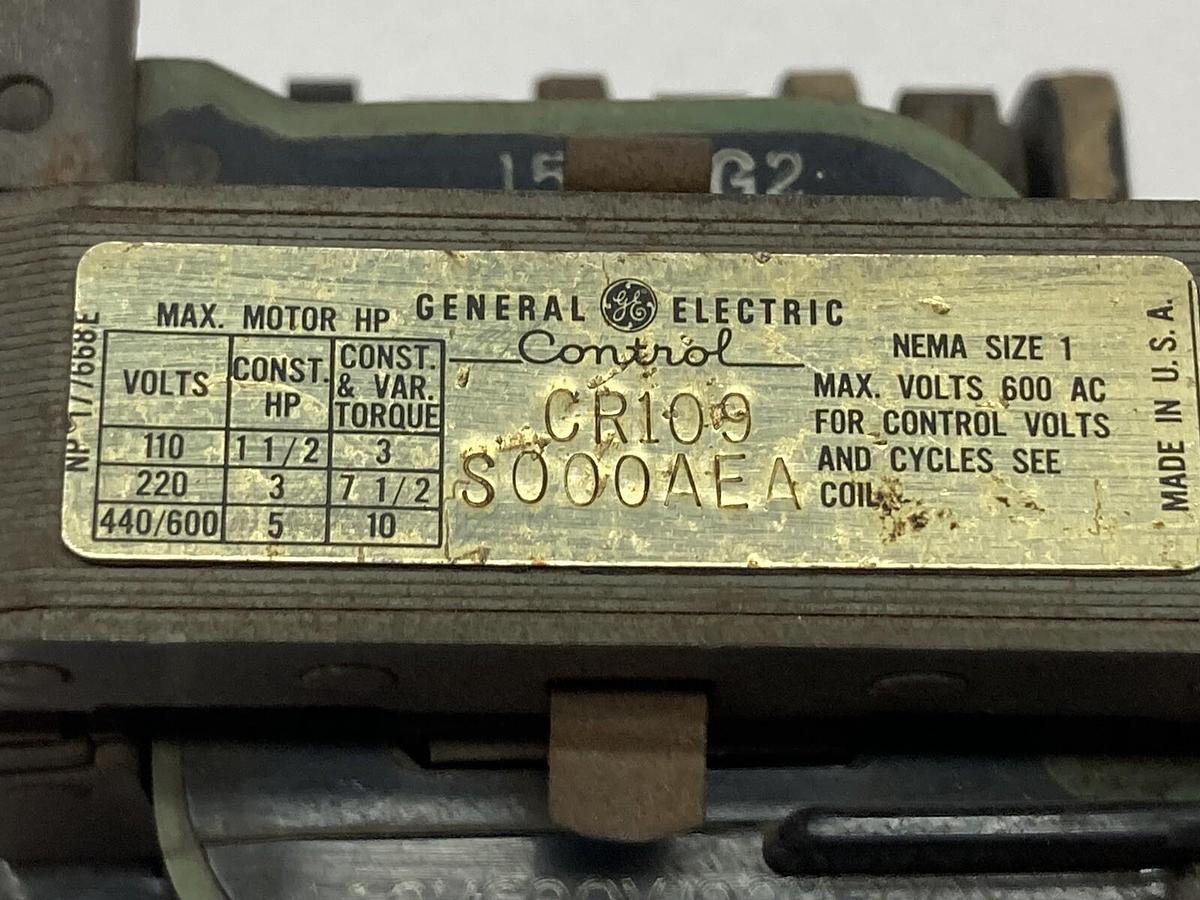 15
G2
MAX. MOTOR HP
VOLTS CONST. HP CONST. & VAR. TORQUE
110 1 1/2 3
220 3 7 1/2
440/600 5 10
GENERAL GE ELECTRIC
Control
CR109
S000AEA
NEMA SIZE 1
MAX. VOLTS 600 AC
FOR CONTROL VOLTS
AND CYCLES SEE
COIL
MADE IN U.S.A.